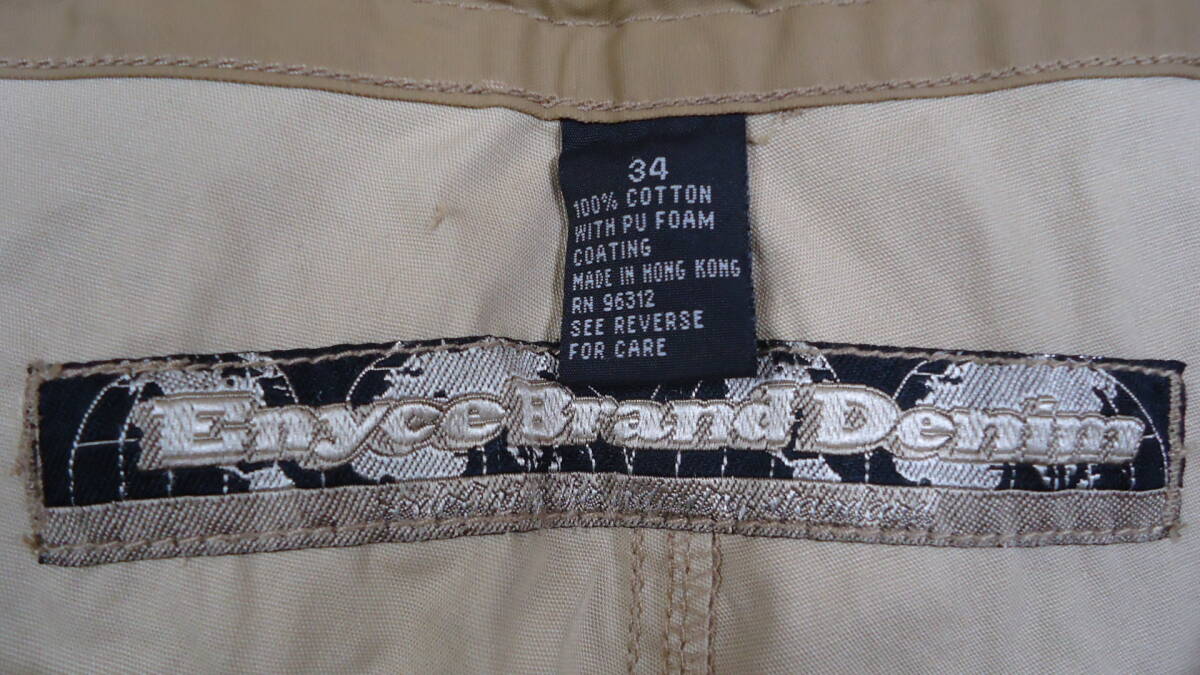 34
100% COTTON
WITH PU FOAM
COATING
MADE IN HONG KONG
RN 96312
SEE REVERSE
FOR CARE
Enyce Brand Denim